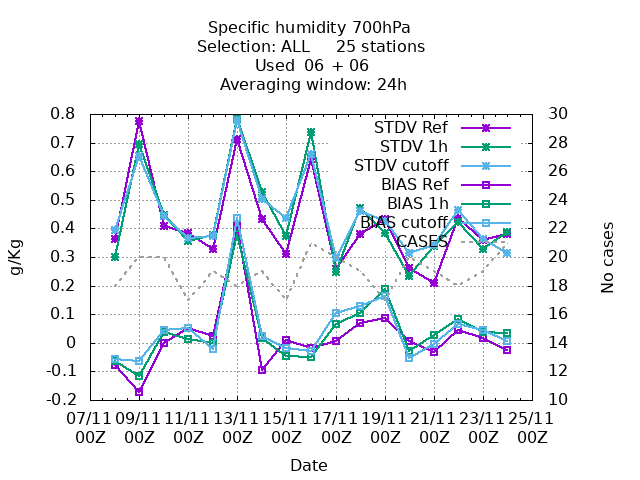 Specific humidity 700hPa
Selection: ALL 25 stations
Used 06 + 06
Averaging window: 24h
0.8 30
0.7 28
0.6 26
0.5 24
0.4 22
0.3 20
0.2 18
0.1 16
0 14
-0.1 12
-0.2 10
STDV Ref
STDV 1h
STDV cutoff
BIAS Ref
BIAS 1h
BIAS cutoff
CASES
g/Kg
No cases
07/11 09/11 11/11 13/11 15/11 17/11 19/11 21/11 23/11 25/11
00Z 00Z 00Z 00Z 00Z 00Z 00Z 00Z 00Z 00Z
Date